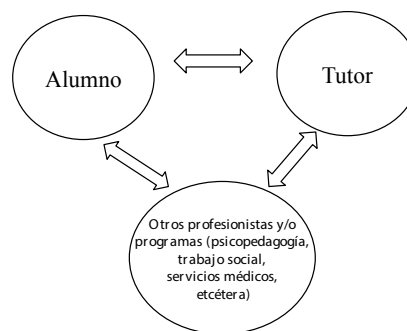 Alumno
Tutor
Otros profesionistas y/o
programas (psicopedagogía,
trabajo social,
servicios médicos,
etcétera)